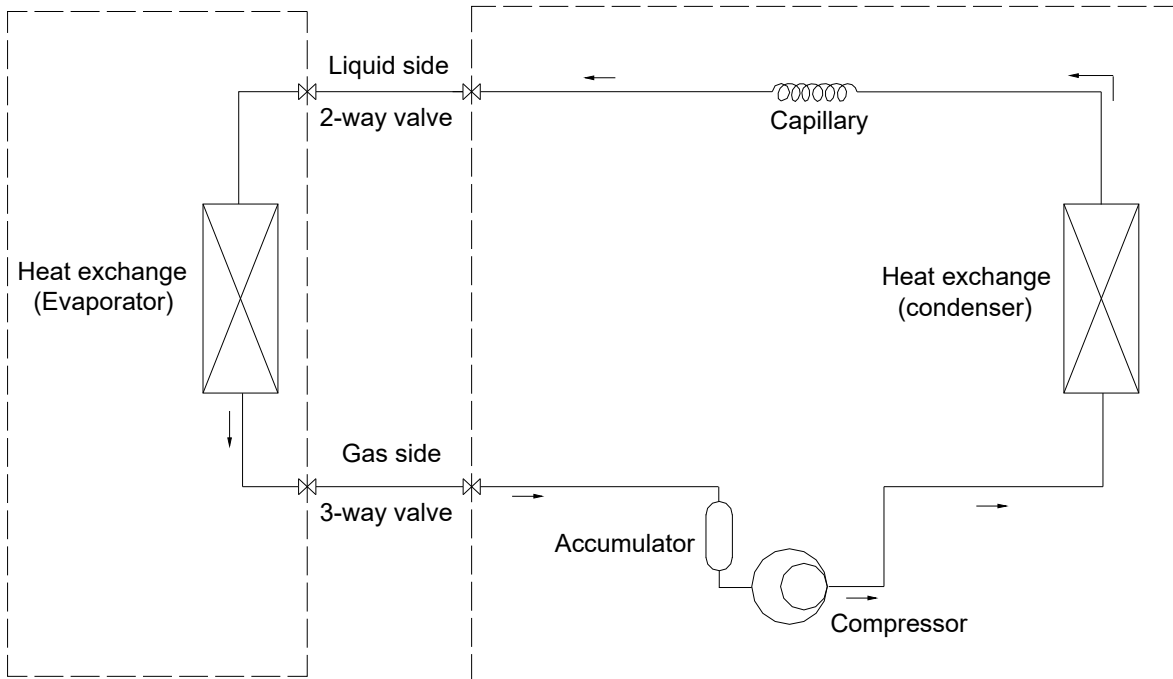 Liquid side
2-way valve
Capillary
Heat exchange
(Evaporator)
Heat exchange
(condenser)
Gas side
3-way valve
Accumulator
Compressor